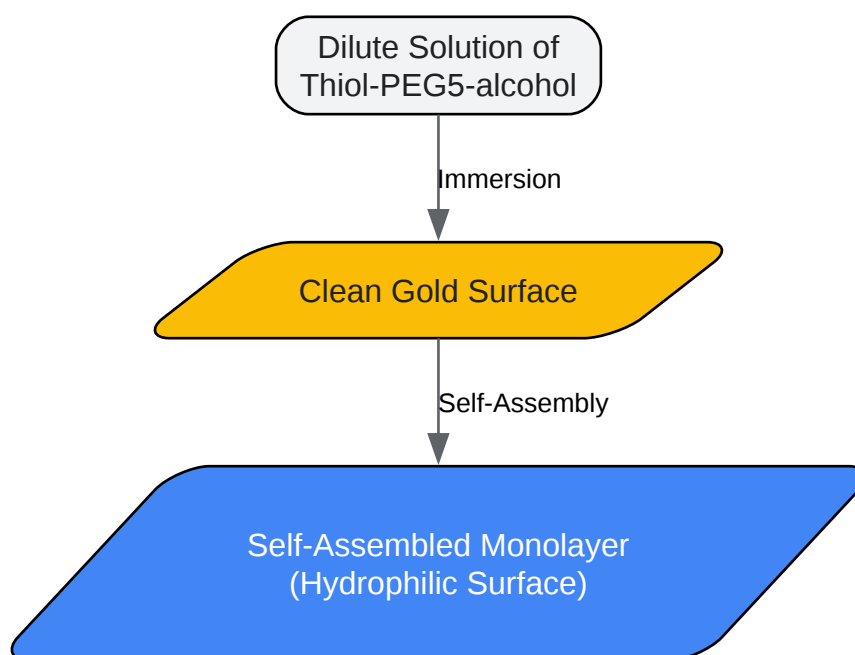 Dilute Solution of
Thiol-PEG5-alcohol
Immersion
Clean Gold Surface
Self-Assembly
Self-Assembled Monolayer
(Hydrophilic Surface)